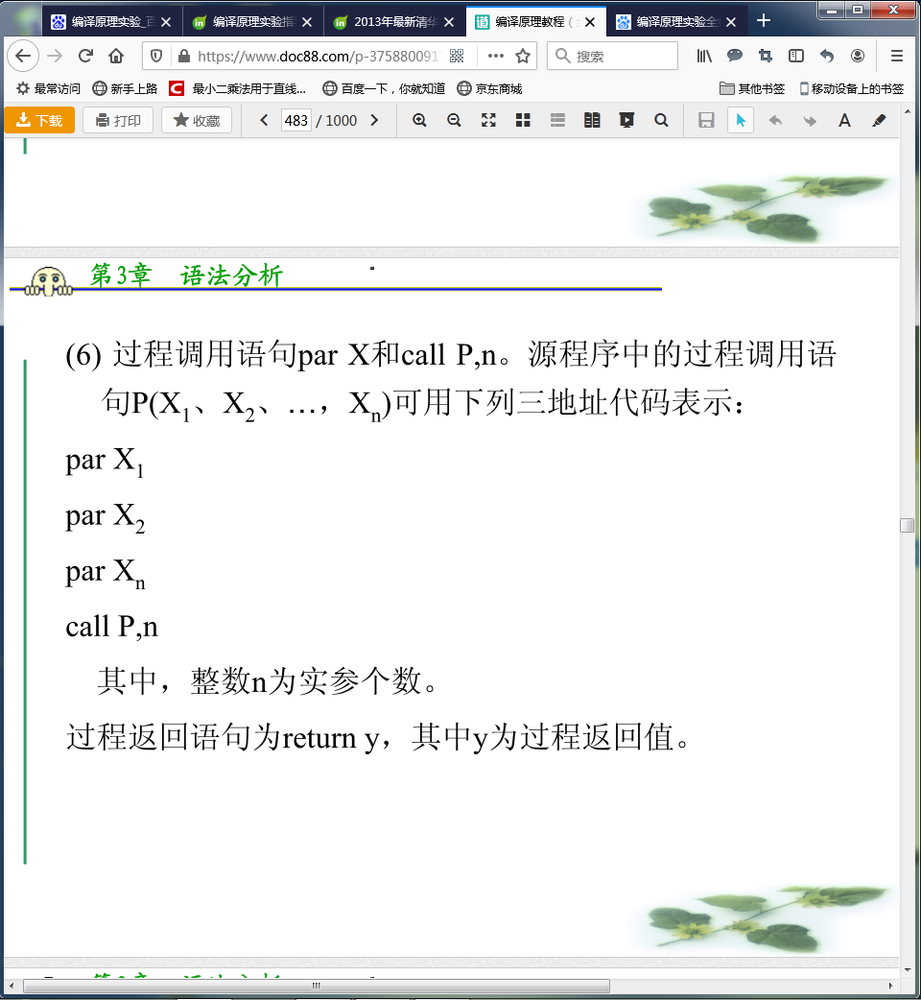 编译原理实验_百
编译原理实验指
2013年最新清华
编译原理教程（
编译原理实验全
https://www.doc88.com/p-37588009
搜索
最常访问
新手上路
最小二乘法用于直线...
百度一下，你就知道
京东商城
其他书签
移动设备上的书签
下载
打印
收藏
483 / 1000
第3章 语法分析
(6) 过程调用语句par X和call P,n。源程序中的过程调用语
句P(X1、X2、…，Xn)可用下列三地址代码表示：
par X1
par X2
par Xn
call P,n
其中，整数n为实参个数。
过程返回语句为return y，其中y为过程返回值。